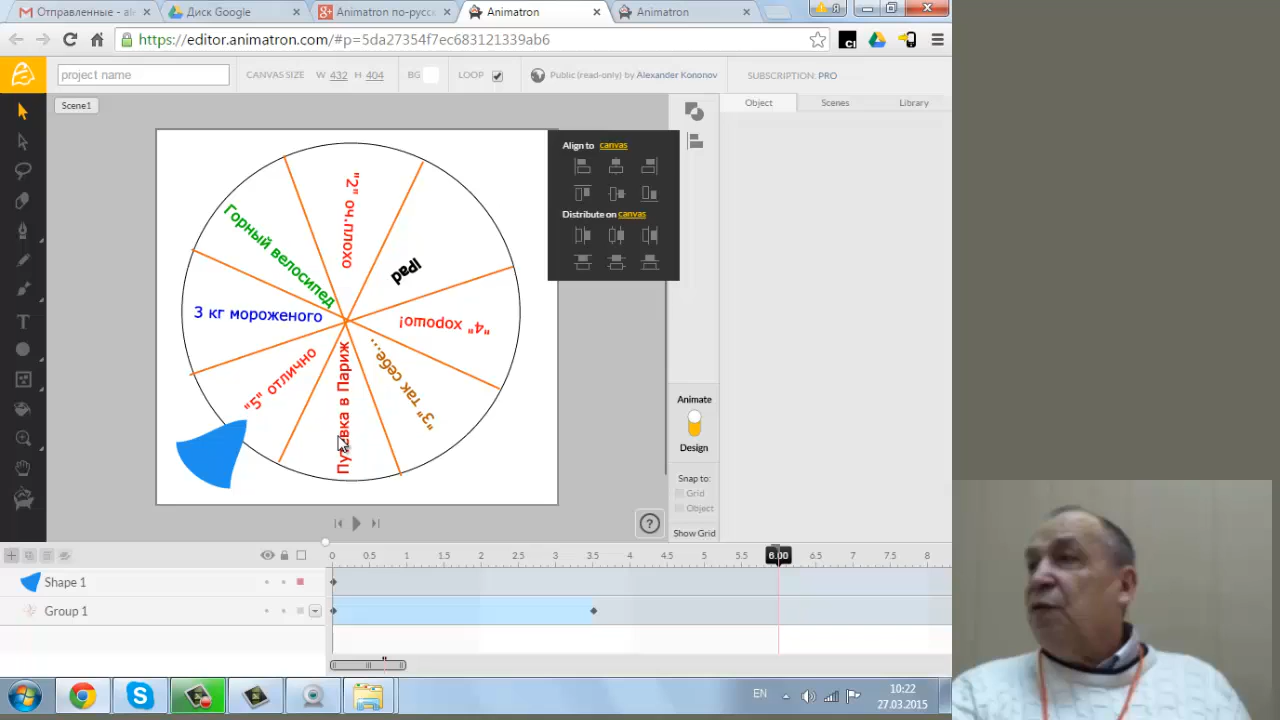 Отправленные - ale
Диск Google
Animatron по-русс
Animatron
Animatron
Я
https://editor.animatron.com/#p=5da27354f7ec683121339ab6
project name
CANVAS SIZE W 432 H 404
BG
LOOP
Public (read-only) by Alexander Kononov
SUBSCRIPTION: PRO
Scene1
Object
Scenes
Library
Align to canvas
Distribute on canvas
"2" оч.плохо
Горный велосипед
IPad
3 кг мороженого
"4" хорошо!
"5" отлично
"3" так себе...
Путевка в Париж
Animate
Design
Snap to:
Grid
Object
Show Grid
?
0 0.5 1 1.5 2 2.5 3 3.5 4 4.5 5 5.5 6.00 6.5 7 7.5 8
Shape 1
Group 1
EN
10:22
27.03.2015